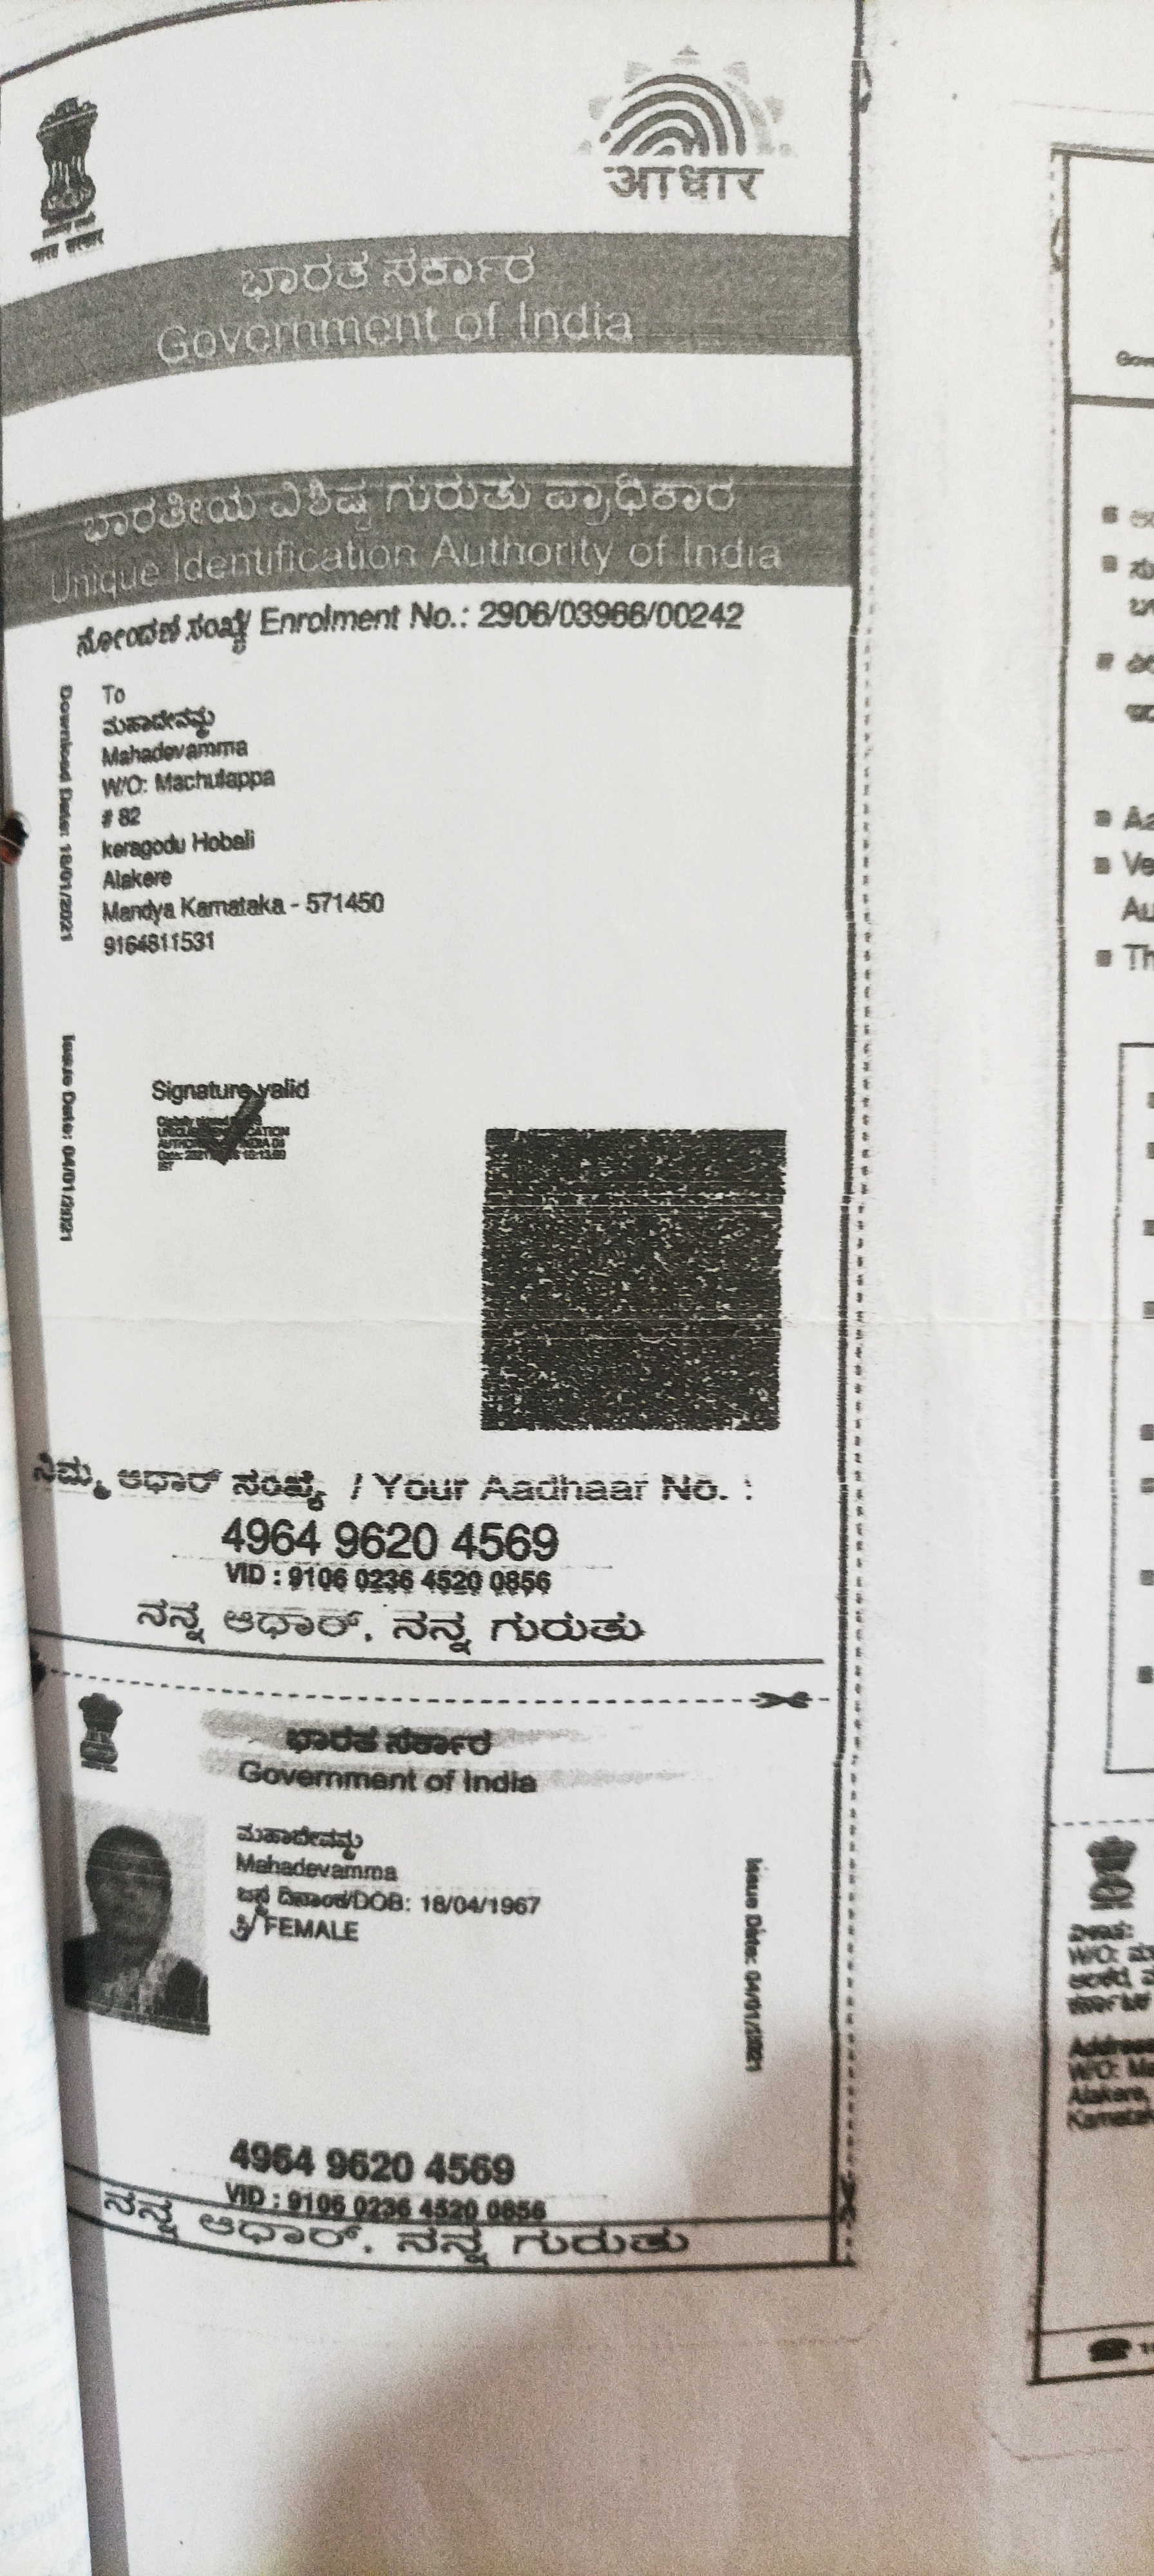 आधार
भारत सरकार
ಭಾರತ ಸರ್ಕಾರ
Government of India
ಭಾರತೀಯ ವಿಶಿಷ್ಟ ಗುರುತು ಪ್ರಾಧಿಕಾರ
Unique Identification Authority of India
ನೋಂದಣಿ ಸಂಖ್ಯೆ/ Enrolment No.: 2906/03966/00242
Download Date: 18/01/2021
To
ಮಹಾದೇವಮ್ಮ
Mahadevamma
W/O: Machulappa
# 82
keragodu Hobali
Alakere
Mandya Karnataka - 571450
9164811531
Issue Date: 04/01/2021
Signature valid
ನಿಮ್ಮ ಆಧಾರ್ ಸಂಖ್ಯೆ / Your Aadhaar No. :
4964 9620 4569
VID : 9106 0236 4520 0856
ನನ್ನ ಆಧಾರ್, ನನ್ನ ಗುರುತು
ಭಾರತ ಸರ್ಕಾರ
Government of India
ಮಹಾದೇವಮ್ಮ
Mahadevamma
ಜನ್ಮ ದಿನಾಂಕ/DOB: 18/04/1967
FEMALE
Issue Date: 04/01/2021
4964 9620 4569
VID : 9106 0236 4520 0856
ನನ್ನ ಆಧಾರ್, ನನ್ನ ಗುರುತು
W/O:
Address
W/O:
Alakere,